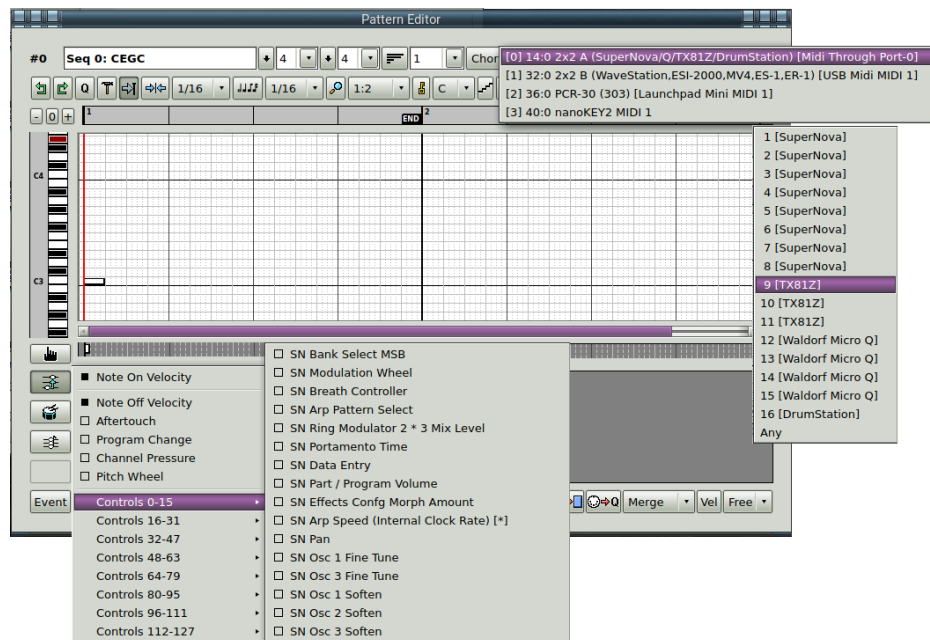 Pattern Editor
#0 Seq 0: CEGC 4 4 1 Chor
[0] 14:0 2x2 A (SuperNova/Q/TX81Z/DrumStation) [Midi Through Port-0]
[1] 32:0 2x2 B (WaveStation,ESI-2000,MV4,ES-1,ER-1) [USB Midi MIDI 1]
[2] 36:0 PCR-30 (303) [Launchpad Mini MIDI 1]
[3] 40:0 nanoKEY2 MIDI 1
Q T 1/16 1/16 1:2 C
- 0 + 1 END 2
C4
C3
1 [SuperNova]
2 [SuperNova]
3 [SuperNova]
4 [SuperNova]
5 [SuperNova]
6 [SuperNova]
7 [SuperNova]
8 [SuperNova]
9 [TX81Z]
10 [TX81Z]
11 [TX81Z]
12 [Waldorf Micro Q]
13 [Waldorf Micro Q]
14 [Waldorf Micro Q]
15 [Waldorf Micro Q]
16 [DrumStation]
Any
Note On Velocity
Note Off Velocity
Aftertouch
Program Change
Channel Pressure
Pitch Wheel
Controls 0-15
Controls 16-31
Controls 32-47
Controls 48-63
Controls 64-79
Controls 80-95
Controls 96-111
Controls 112-127
SN Bank Select MSB
SN Modulation Wheel
SN Breath Controller
SN Arp Pattern Select
SN Ring Modulator 2 * 3 Mix Level
SN Portamento Time
SN Data Entry
SN Part / Program Volume
SN Effects Confg Morph Amount
SN Arp Speed (Internal Clock Rate) [*]
SN Pan
SN Osc 1 Fine Tune
SN Osc 3 Fine Tune
SN Osc 1 Soften
SN Osc 2 Soften
SN Osc 3 Soften
Event Q Merge Vel Free